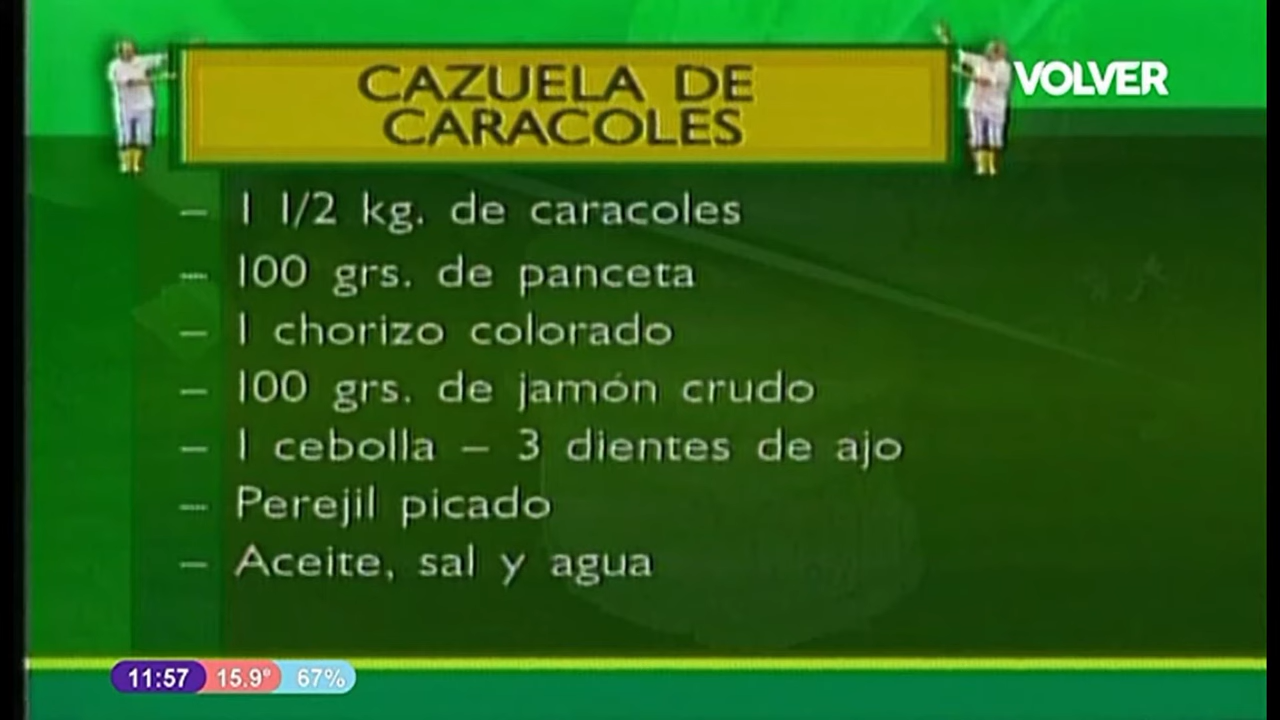 CAZUELA DE
CARACOLES
VOLVER
– 1 1/2 kg. de caracoles
– 100 grs. de panceta
– 1 chorizo colorado
– 100 grs. de jamón crudo
– 1 cebolla – 3 dientes de ajo
– Perejil picado
– Aceite, sal y agua
11:57 15.9° 67%